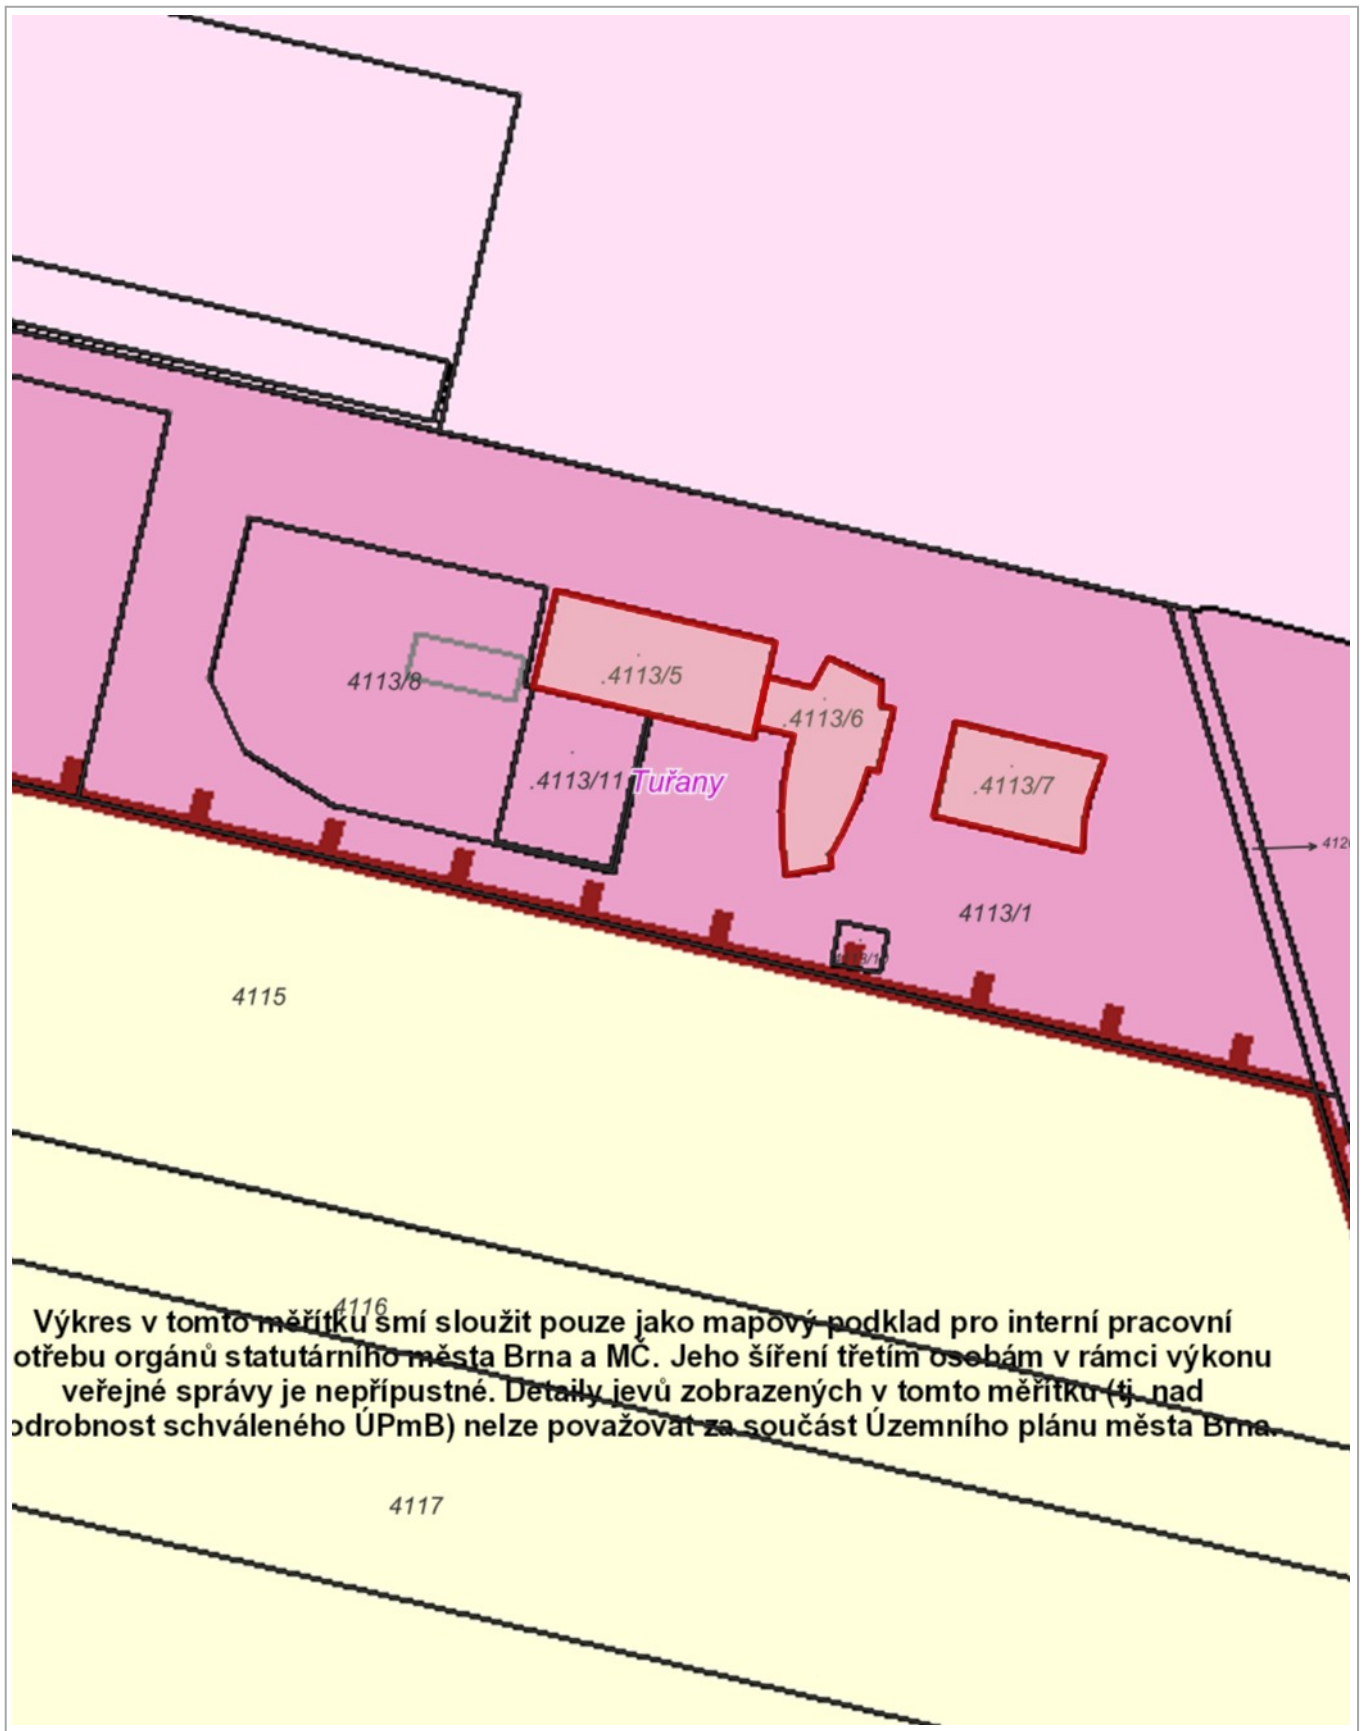 4113/8
.4113/5
.4113/6
.4113/11
Tuřany
.4113/7
4113/1
4115
4116
Výkres v tomto měřítku smí sloužit pouze jako mapový podklad pro interní pracovní
otřebu orgánů statutárního města Brna a MČ. Jeho šíření třetím osobám v rámci výkonu
veřejné správy je nepřípustné. Detaily jevů zobrazených v tomto měřítku (tj. nad
odrobnost schváleného ÚPmB) nelze považovat za součást Územního plánu města Brna.
4117